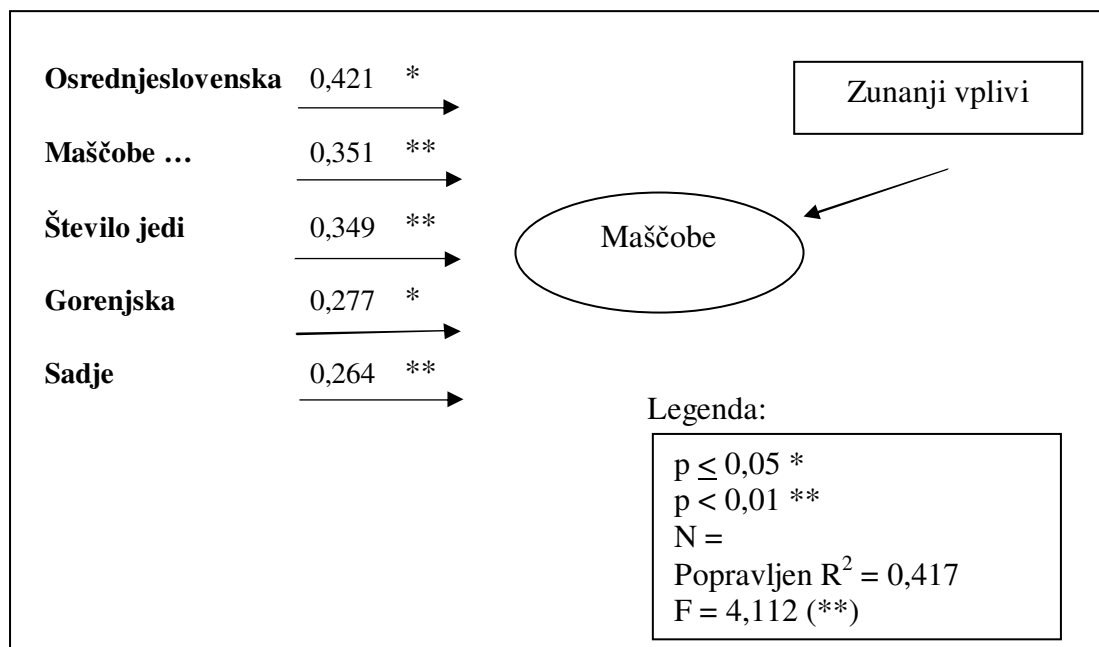 Osrednjeslovenska 0,421 *
Maščobe … 0,351 **
Število jedi 0,349 **
Gorenjska 0,277 *
Sadje 0,264 **
Zunanji vplivi
Maščobe
Legenda:
p ≤ 0,05 *
p < 0,01 **
N =
Popravljen R² = 0,417
F = 4,112 (**)